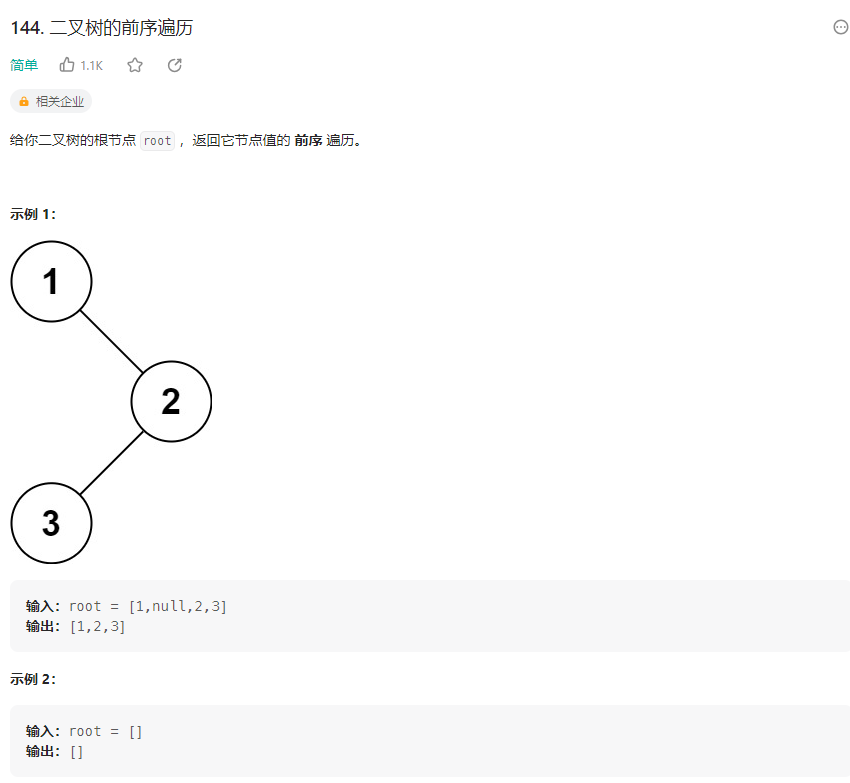 144. 二叉树的前序遍历
简单 1.1K
相关企业
给你二叉树的根节点 root ，返回它节点值的 前序 遍历。
示例 1：
1
2
3
输入：root = [1,null,2,3]
输出：[1,2,3]
示例 2：
输入：root = []
输出：[]